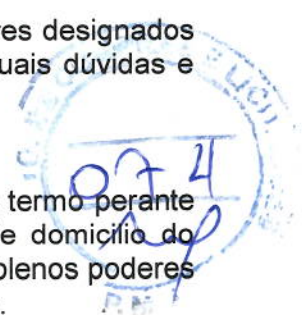 res designados
uais dúvidas e
074
termo perante
e domicílio do
plenos poderes